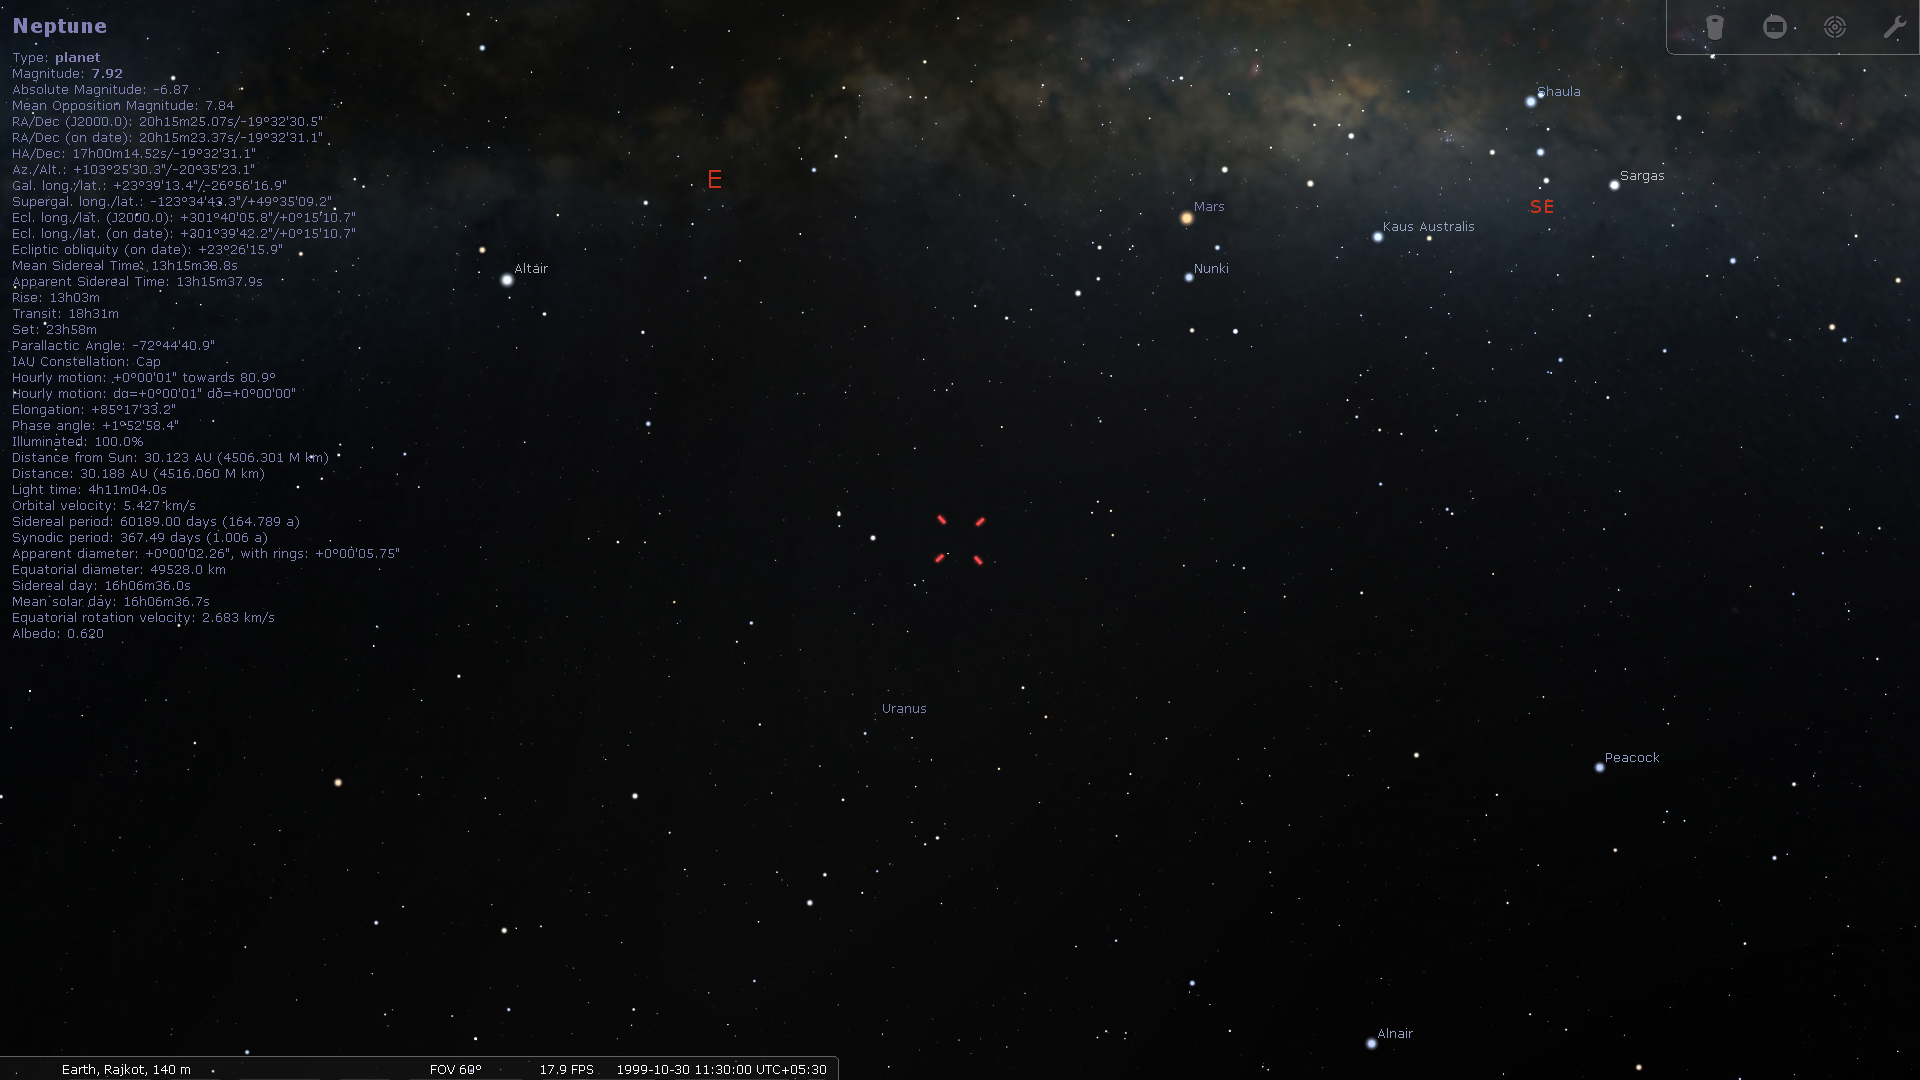 Neptune
Type: planet
Magnitude: 7.92
Absolute Magnitude: -6.87
Mean Opposition Magnitude: 7.84
RA/Dec (J2000.0): 20h15m25.07s/-19°32'30.5"
RA/Dec (on date): 20h15m23.37s/-19°32'31.1"
HA/Dec: 17h00m14.52s/-19°32'31.1"
Az./Alt.: +103°25'30.3"/-20°35'23.1"
Gal. long./lat.: +23°39'13.4"/-26°56'16.9"
Supergal. long./lat.: -123°34'43.3"/+49°35'09.2"
Ecl. long./lat. (J2000.0): +301°40'05.8"/+0°15'10.7"
Ecl. long./lat. (on date): +301°39'42.2"/+0°15'10.7"
Ecliptic obliquity (on date): +23°26'15.9"
Mean Sidereal Time: 13h15m38.8s
Apparent Sidereal Time: 13h15m37.9s
Rise: 13h03m
Transit: 18h31m
Set: 23h58m
Parallactic Angle: -72°44'40.9"
IAU Constellation: Cap
Hourly motion: +0°00'01" towards 80.9°
Hourly motion: dα=+0°00'01" dδ=+0°00'00"
Elongation: +85°17'33.2"
Phase angle: +1°52'58.4"
Illuminated: 100.0%
Distance from Sun: 30.123 AU (4506.301 M km)
Distance: 30.188 AU (4516.060 M km)
Light time: 4h11m04.0s
Orbital velocity: 5.427 km/s
Sidereal period: 60189.00 days (164.789 a)
Synodic period: 367.49 days (1.006 a)
Apparent diameter: +0°00'02.26", with rings: +0°00'05.75"
Equatorial diameter: 49528.0 km
Sidereal day: 16h06m36.0s
Mean solar day: 16h06m36.7s
Equatorial rotation velocity: 2.683 km/s
Albedo: 0.620
Shaula
E
Sargas
SE
Mars
Kaus Australis
Altair
Nunki
Uranus
Peacock
Alnair
Earth, Rajkot, 140 m
FOV 60°
17.9 FPS
1999-10-30 11:30:00 UTC+05:30